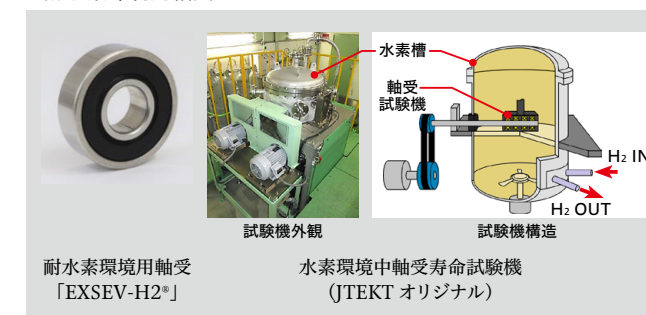 水素槽
軸受
試験機
H₂ IN
H₂ OUT
試験機外観
試験機構造
耐水素環境用軸受
「EXSEV-H2®」
水素環境中軸受寿命試験機
（JTEKT オリジナル）